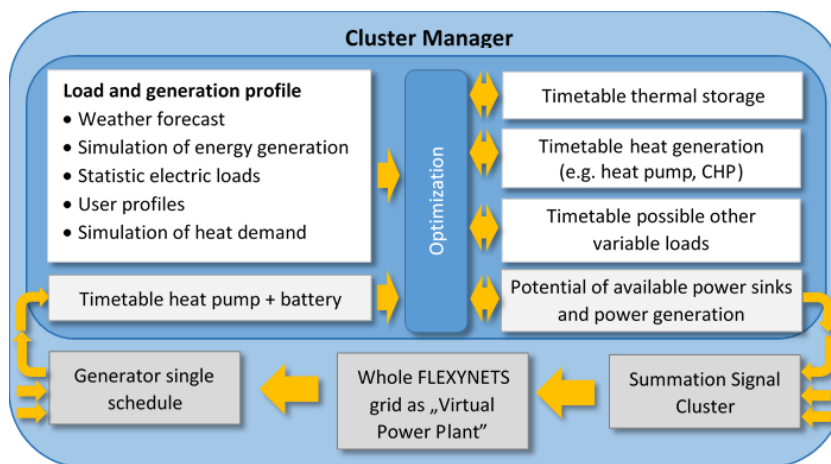 Cluster Manager
Load and generation profile
• Weather forecast
• Simulation of energy generation
• Statistic electric loads
• User profiles
• Simulation of heat demand
Timetable heat pump + battery
Optimization
Timetable thermal storage
Timetable heat generation
(e.g. heat pump, CHP)
Timetable possible other
variable loads
Potential of available power sinks
and power generation
Generator single
schedule
Whole FLEXYNETS
grid as „Virtual
Power Plant”
Summation Signal
Cluster